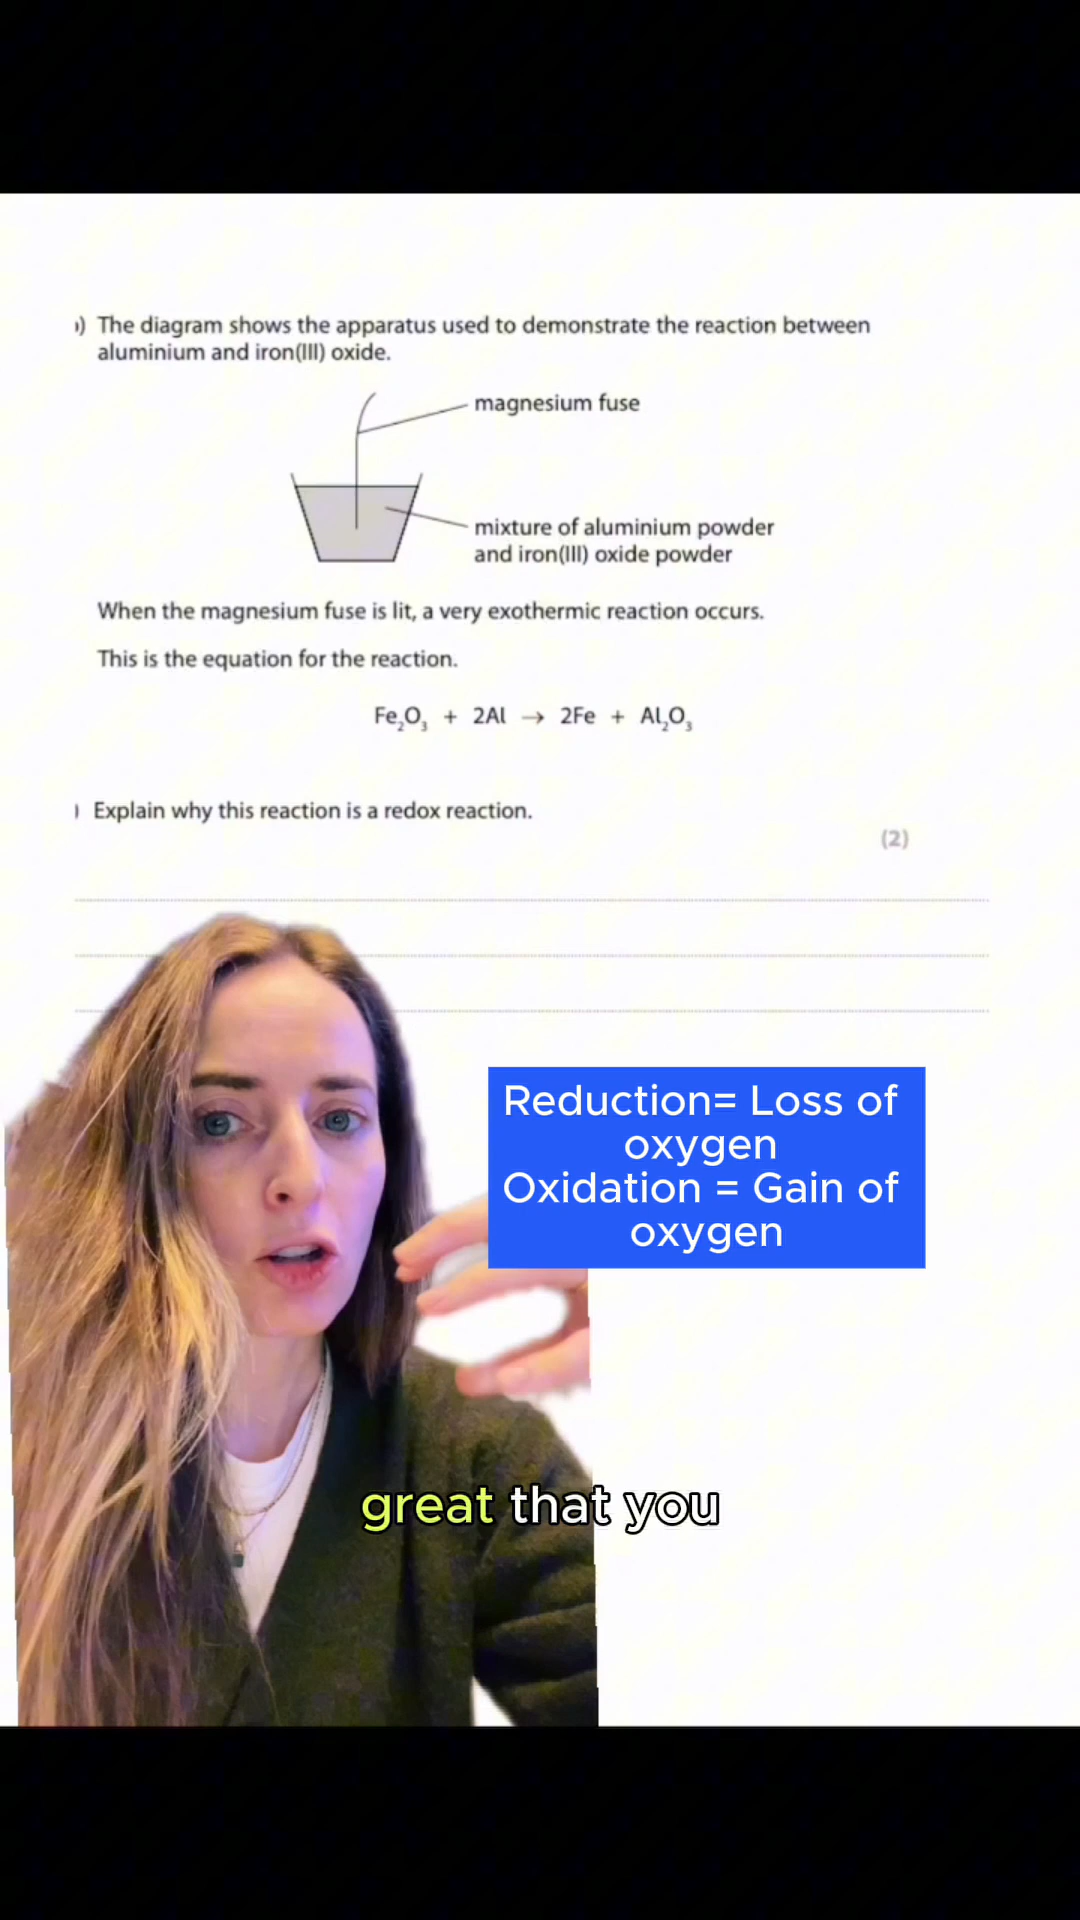 ) The diagram shows the apparatus used to demonstrate the reaction between
aluminium and iron(III) oxide.
magnesium fuse
mixture of aluminium powder
and iron(III) oxide powder
When the magnesium fuse is lit, a very exothermic reaction occurs.
This is the equation for the reaction.
Fe₂O₃ + 2Al → 2Fe + Al₂O₃
) Explain why this reaction is a redox reaction.
(2)
Reduction= Loss of
oxygen
Oxidation = Gain of
oxygen
great that you